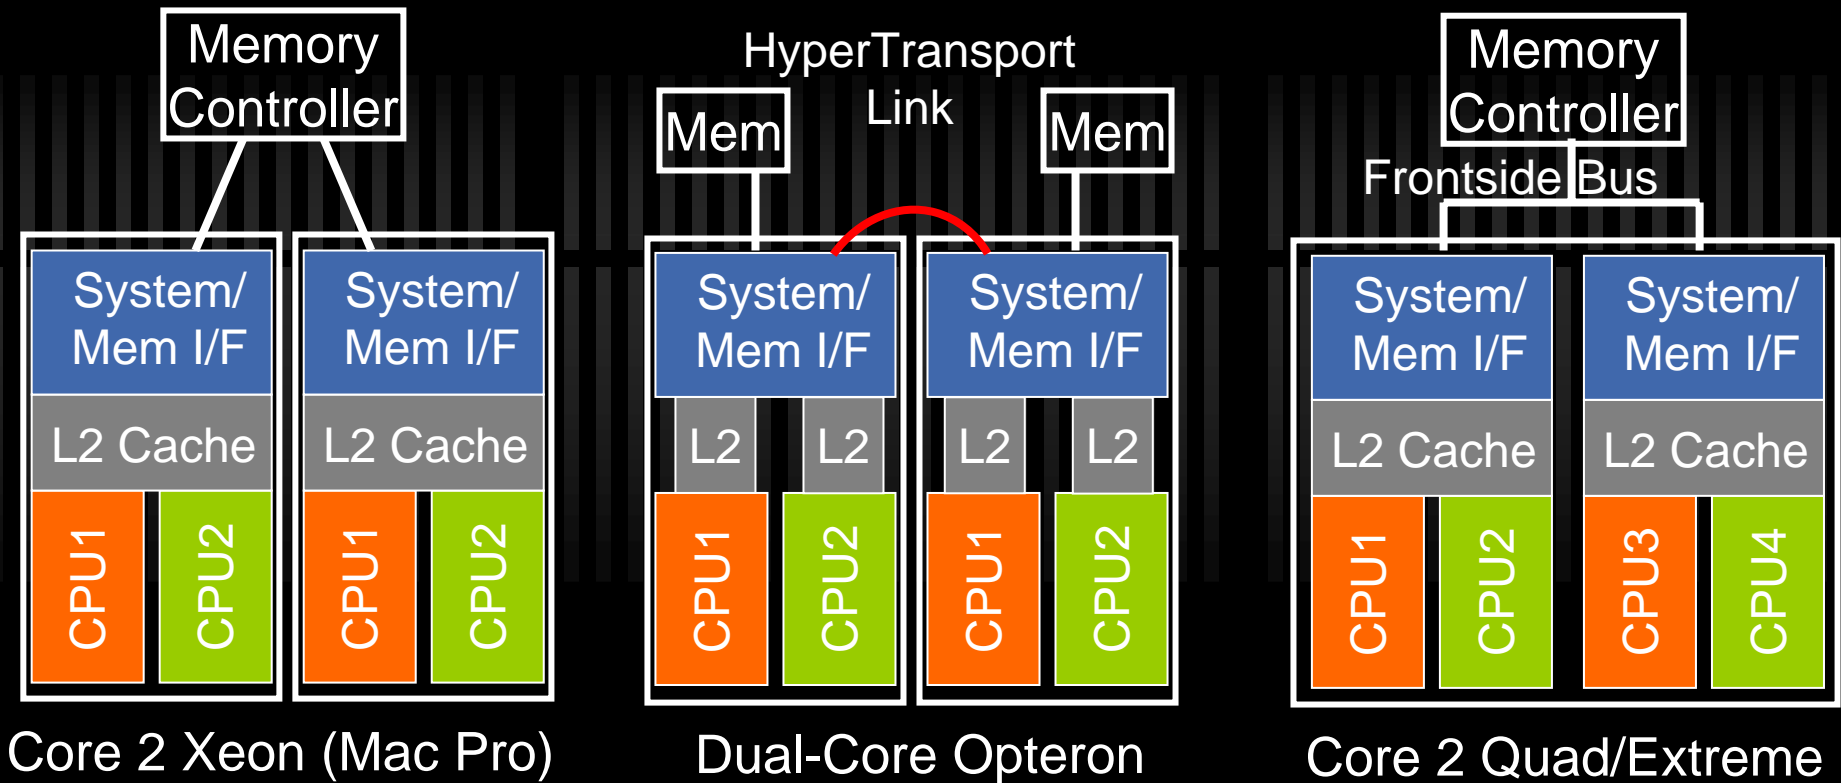 Memory
Controller
System/
Mem I/F
System/
Mem I/F
L2 Cache
L2 Cache
CPU1
CPU2
CPU1
CPU2
Core 2 Xeon (Mac Pro)
HyperTransport
Link
Mem
Mem
System/
Mem I/F
System/
Mem I/F
L2
L2
L2
L2
CPU1
CPU2
CPU1
CPU2
Dual-Core Opteron
Memory
Controller
Frontside Bus
System/
Mem I/F
System/
Mem I/F
L2 Cache
L2 Cache
CPU1
CPU2
CPU3
CPU4
Core 2 Quad/Extreme